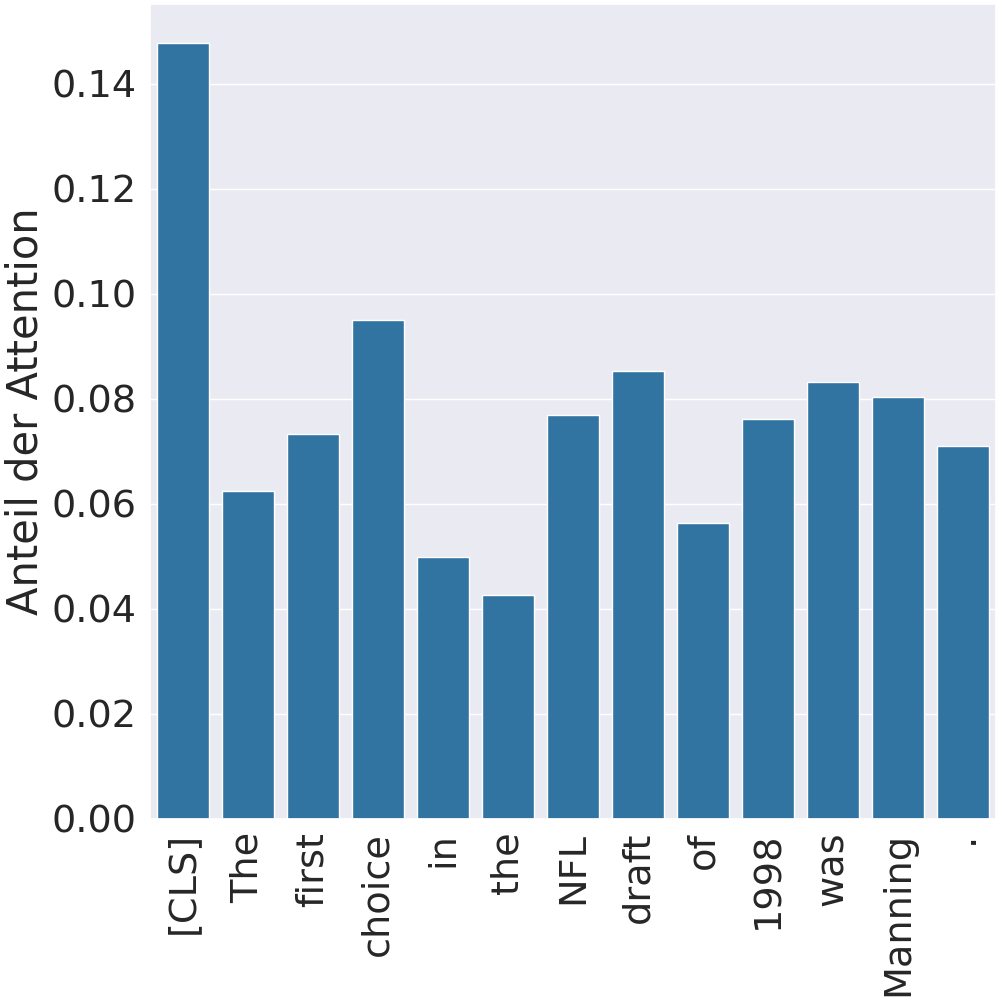 Anteil der Attention
0.14
0.12
0.10
0.08
0.06
0.04
0.02
0.00
[CLS]
The
first
choice
in
the
NFL
draft
of
1998
was
Manning
.